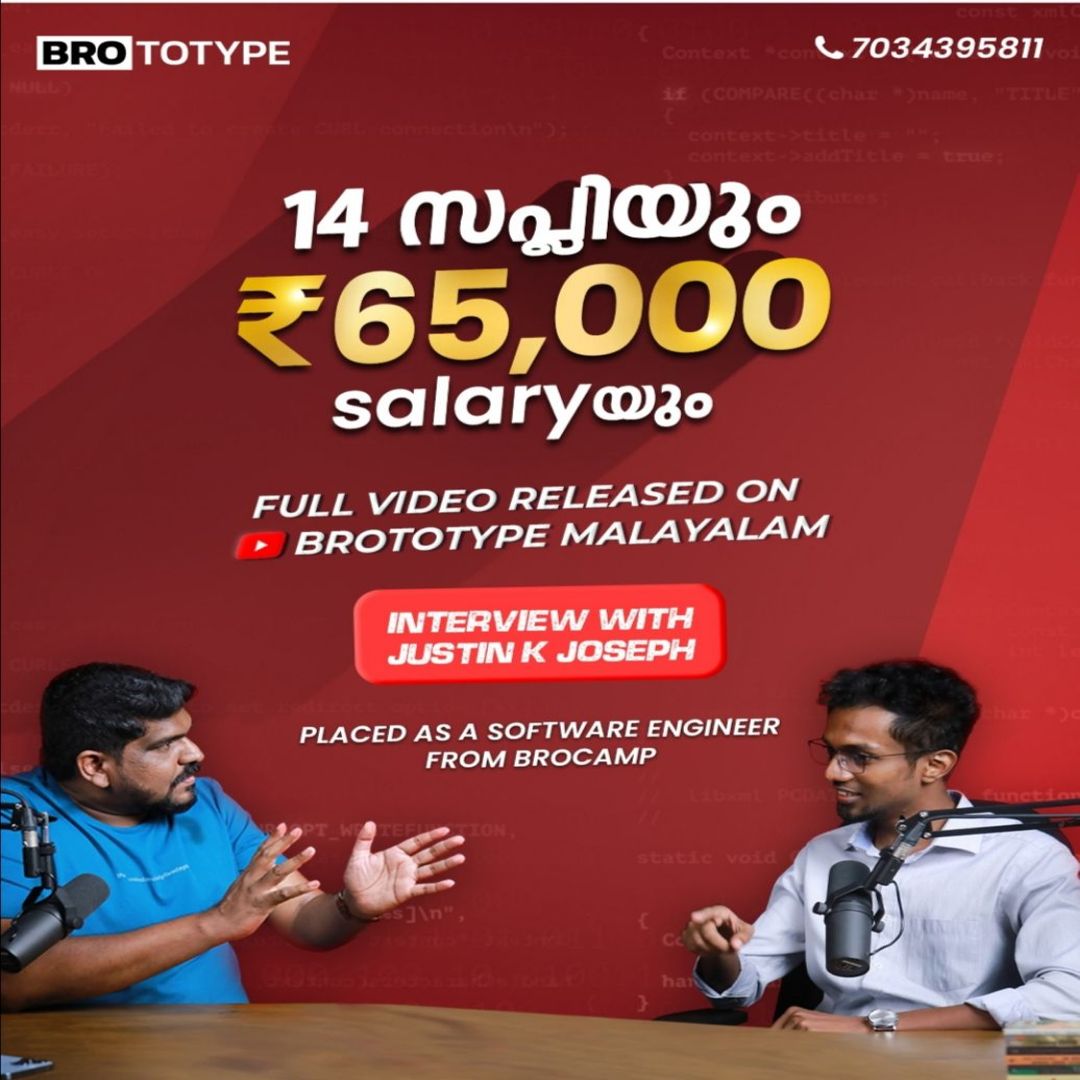 BROTOTYPE
7034395811
14 സപ്ലിയും
₹65,000
salaryയും
FULL VIDEO RELEASED ON
BROTOTYPE MALAYALAM
INTERVIEW WITH
JUSTIN K JOSEPH
PLACED AS A SOFTWARE ENGINEER
FROM BROCAMP